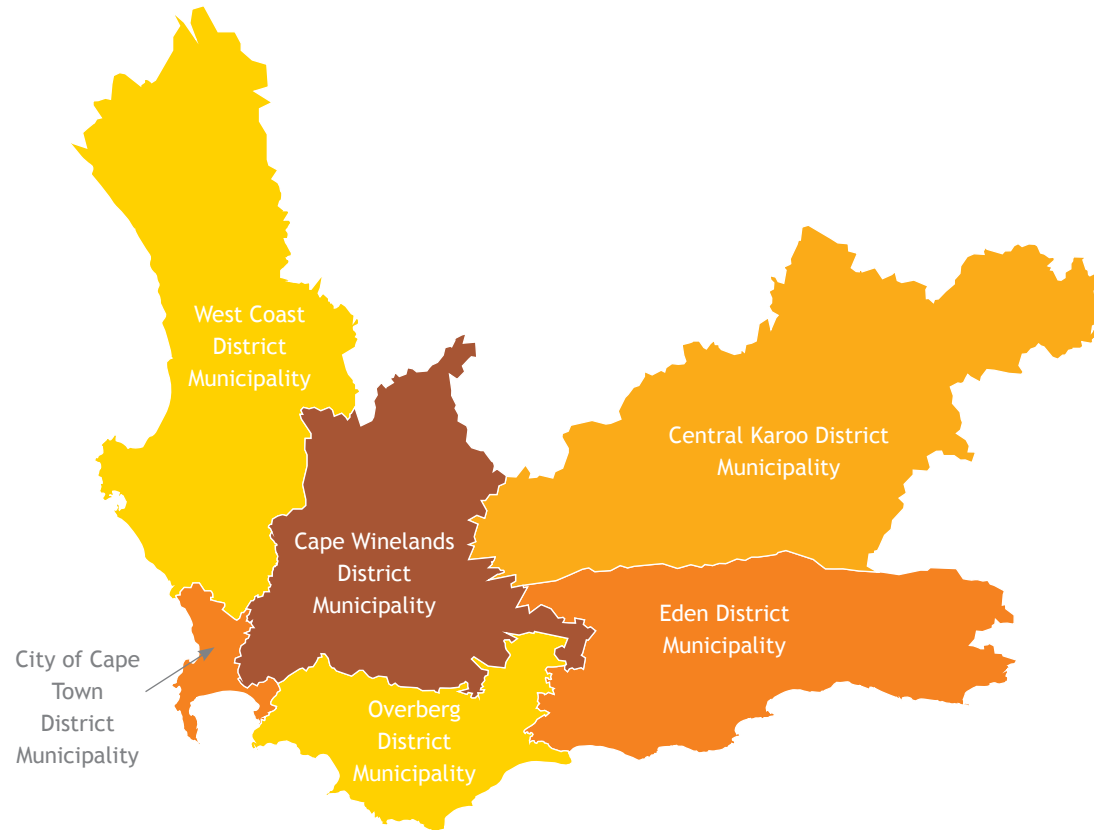 West Coast
District
Municipality
Central Karoo District
Municipality
Cape Winelands
District
Municipality
Eden District
Municipality
City of Cape
Town
District
Municipality
Overberg
District
Municipality